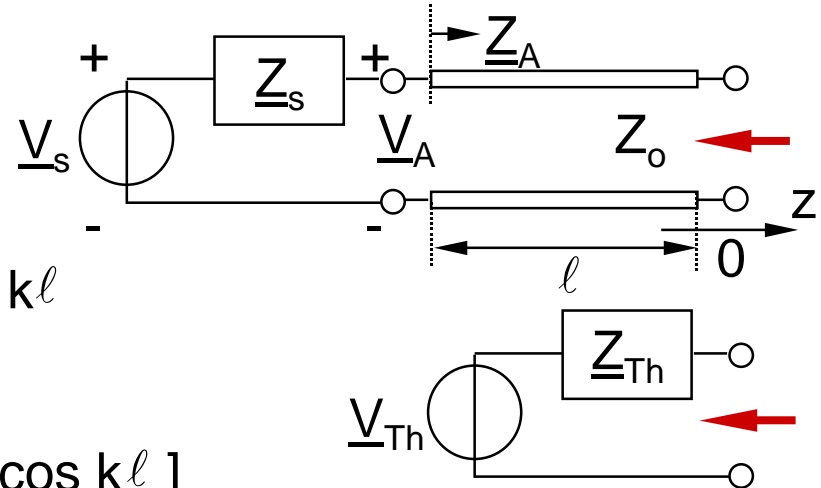 + Z_s + Z_A
V_s V_A Z_o
- - z
ℓ 0
kℓ
Z_Th
V_Th
cos kℓ ]